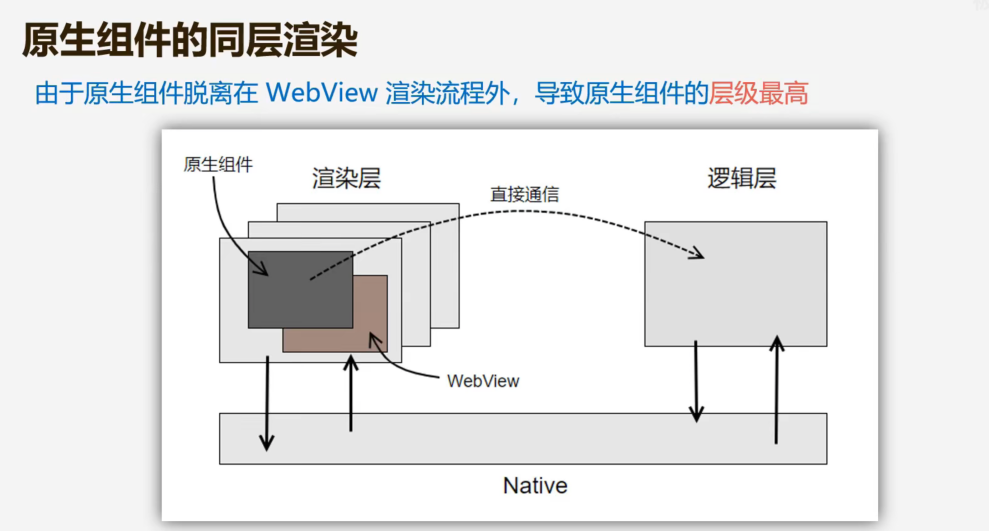 原生组件的同层渲染
由于原生组件脱离在 WebView 渲染流程外，导致原生组件的层级最高
原生组件
渲染层
直接通信
逻辑层
WebView
Native